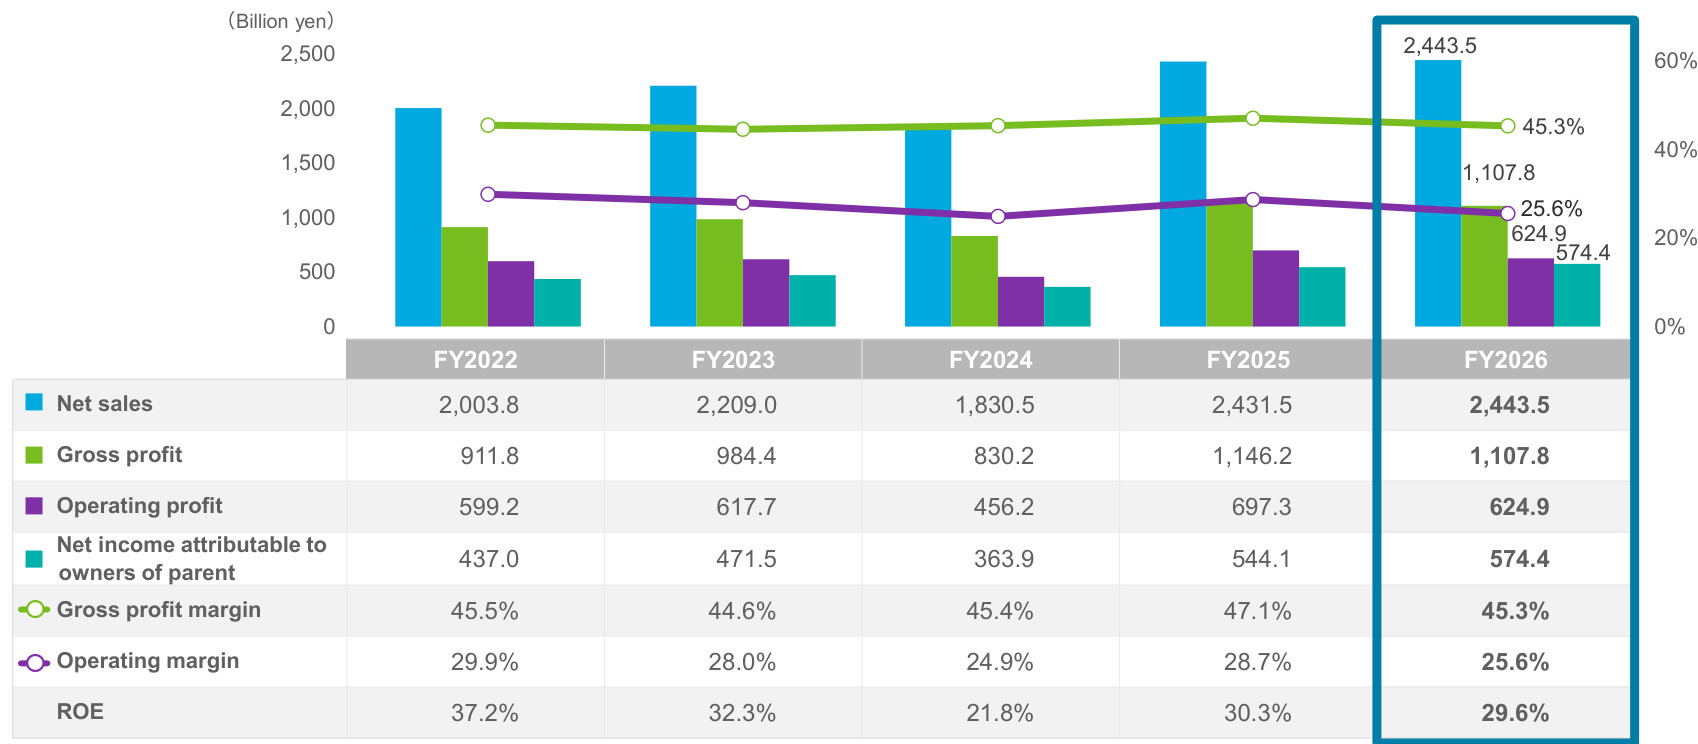 （Billion yen）
2,500
2,000
1,500
1,000
500
0
60%
40%
20%
0%
2,443.5
45.3%
1,107.8
25.6%
624.9
574.4
FY2022 FY2023 FY2024 FY2025 FY2026
Net sales 2,003.8 2,209.0 1,830.5 2,431.5 2,443.5
Gross profit 911.8 984.4 830.2 1,146.2 1,107.8
Operating profit 599.2 617.7 456.2 697.3 624.9
Net income attributable to
owners of parent 437.0 471.5 363.9 544.1 574.4
Gross profit margin 45.5% 44.6% 45.4% 47.1% 45.3%
Operating margin 29.9% 28.0% 24.9% 28.7% 25.6%
ROE 37.2% 32.3% 21.8% 30.3% 29.6%